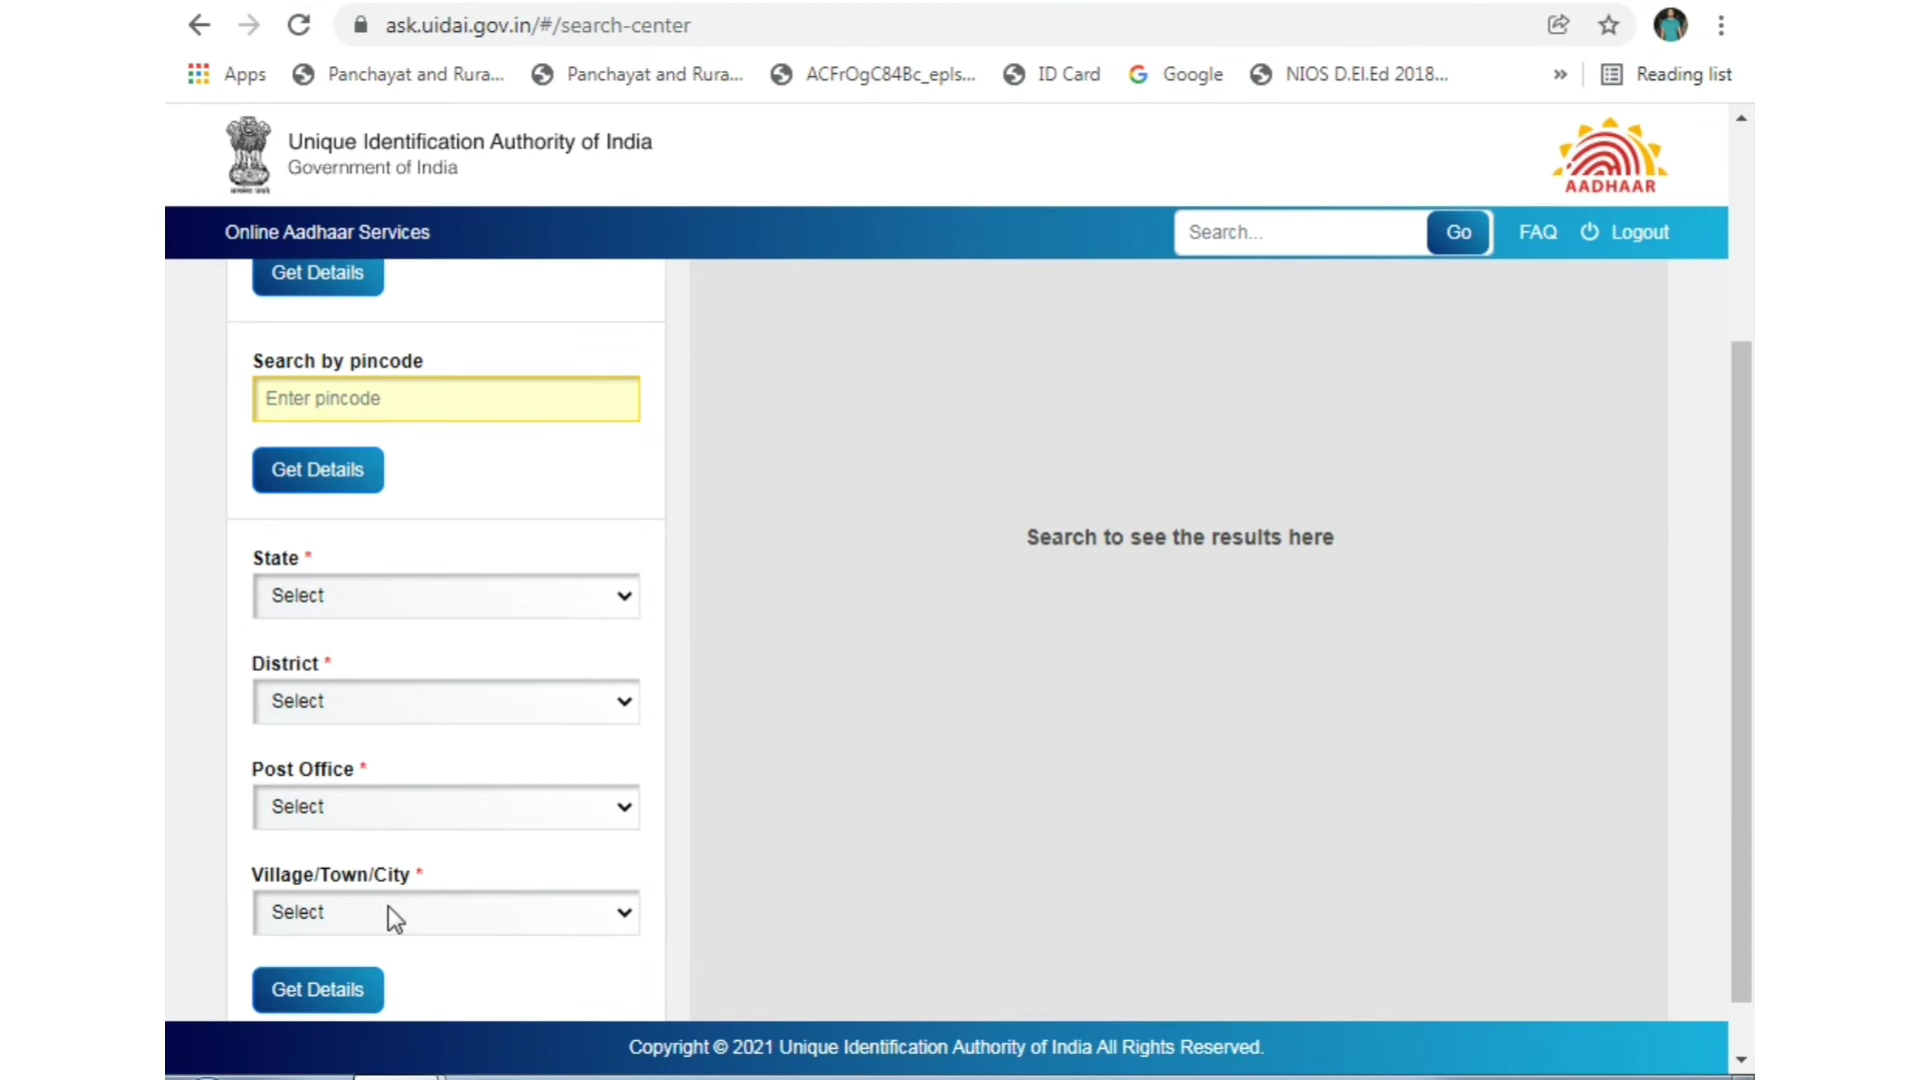 ask.uidai.gov.in/#/search-center
Apps Panchayat and Rura... Panchayat and Rura... ACFrOgC84Bc_epls... ID Card Google NIOS D.El.Ed 2018... » Reading list
Unique Identification Authority of India
Government of India
AADHAAR
Online Aadhaar Services Search... Go FAQ Logout
Get Details
Search by pincode
Enter pincode
Get Details
Search to see the results here
State *
Select
District *
Select
Post Office *
Select
Village/Town/City *
Select
Get Details
Copyright © 2021 Unique Identification Authority of India All Rights Reserved.